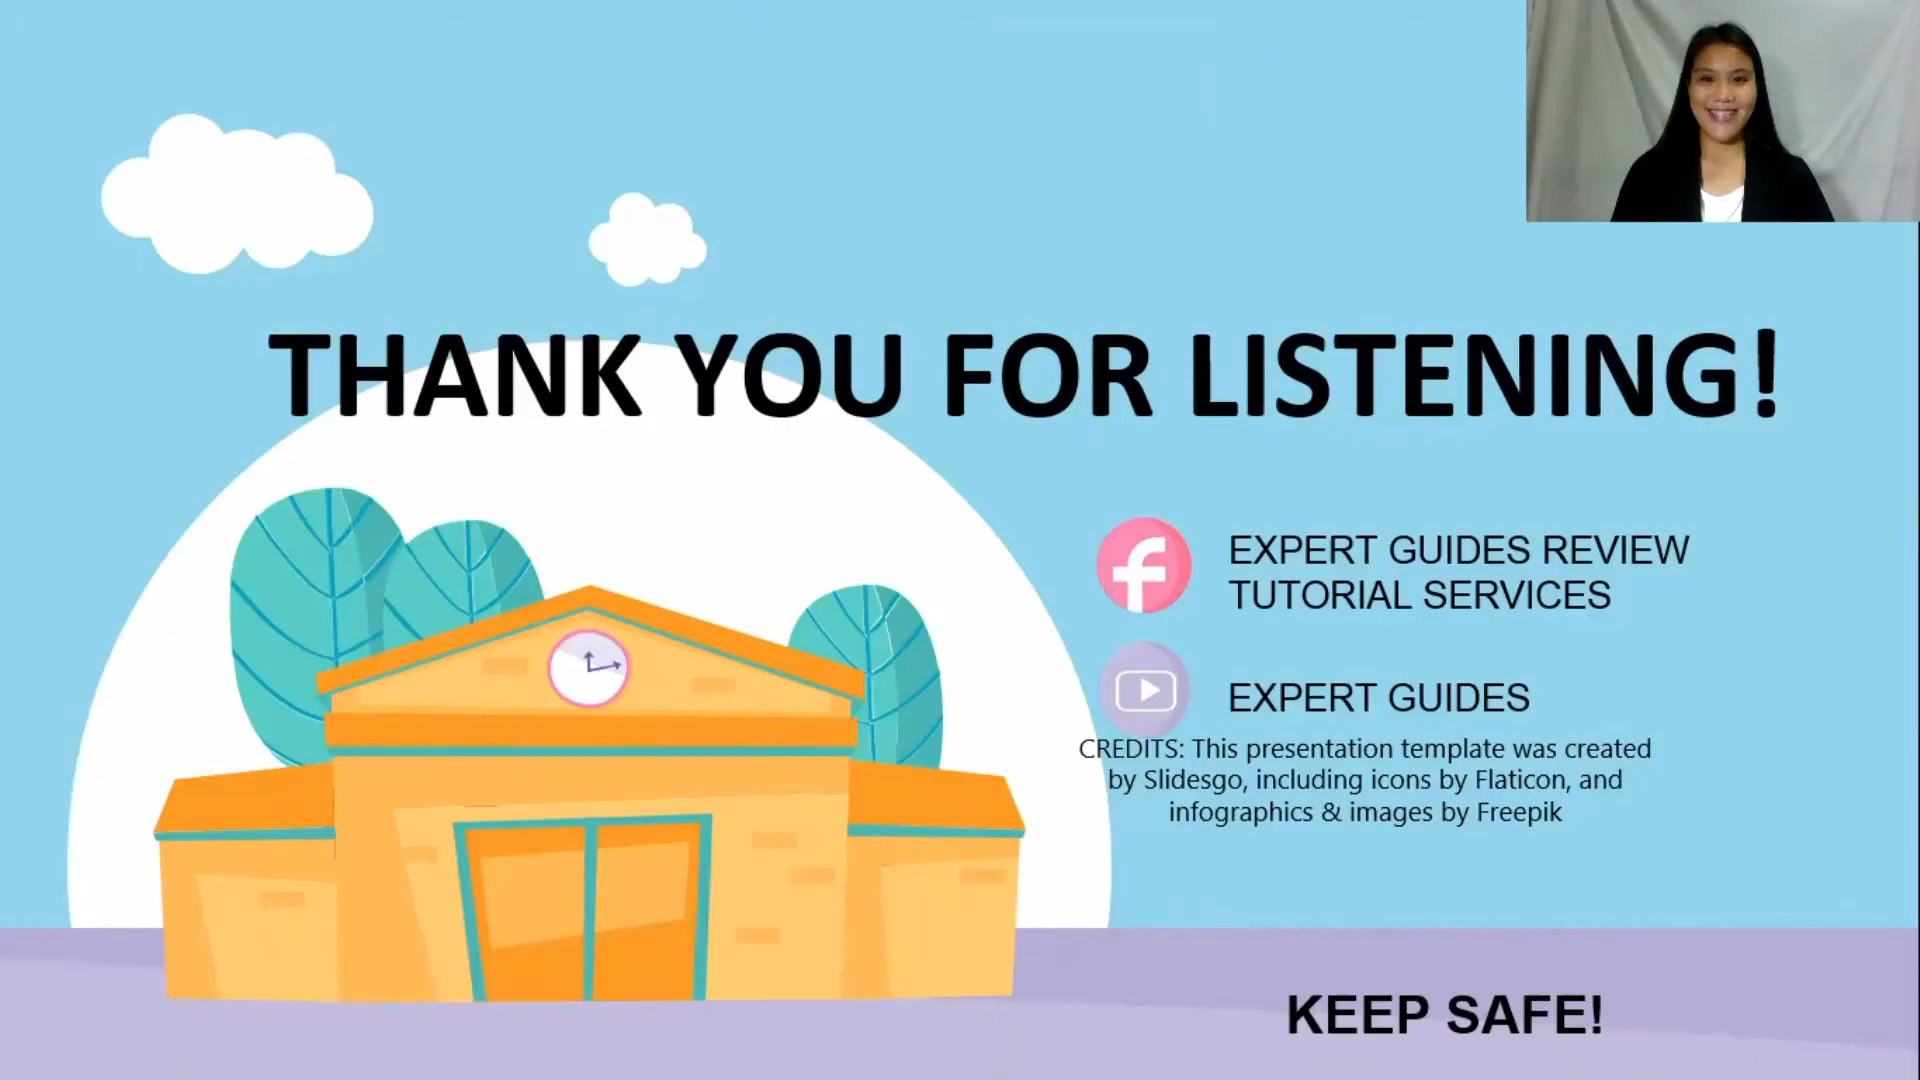 THANK YOU FOR LISTENING!
EXPERT GUIDES REVIEW
TUTORIAL SERVICES
EXPERT GUIDES
CREDITS: This presentation template was created
by Slidesgo, including icons by Flaticon, and
infographics & images by Freepik
KEEP SAFE!